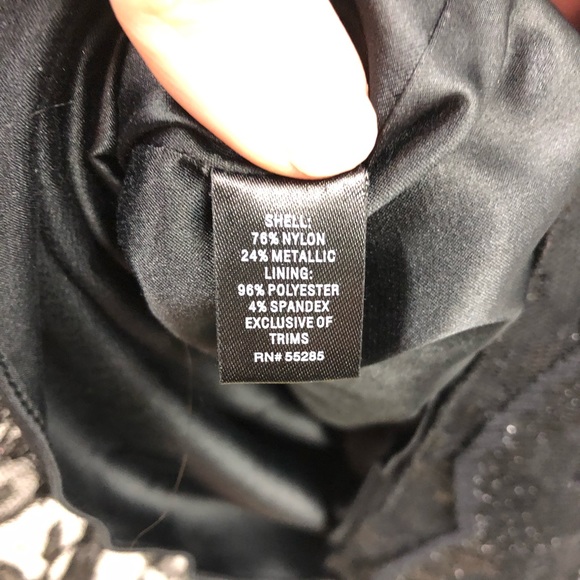 SHELL:
76% NYLON
24% METALLIC
LINING:
96% POLYESTER
4% SPANDEX
EXCLUSIVE OF
TRIMS
RN# 55285